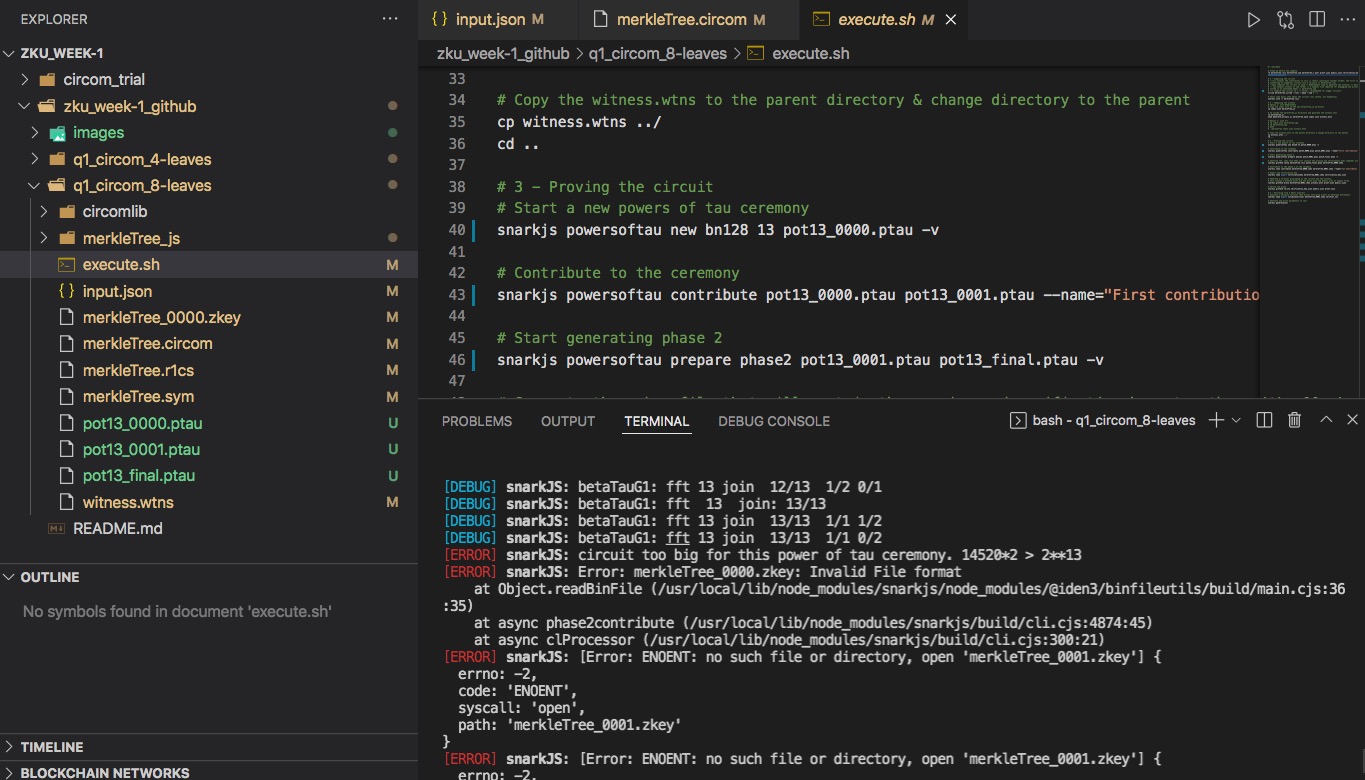 EXPLORER
ZKU_WEEK-1
circom_trial
zku_week-1_github
images
q1_circom_4-leaves
q1_circom_8-leaves
circomlib
merkleTree_js
execute.sh M
{} input.json M
merkleTree_0000.zkey M
merkleTree.circom M
merkleTree.r1cs M
merkleTree.sym M
pot13_0000.ptau U
pot13_0001.ptau U
pot13_final.ptau U
witness.wtns M
README.md
OUTLINE
No symbols found in document 'execute.sh'
TIMELINE
BLOCKCHAIN NETWORKS
{} input.json M merkleTree.circom M execute.sh M
zku_week-1_github > q1_circom_8-leaves > execute.sh
33
34 # Copy the witness.wtns to the parent directory & change directory to the parent
35 cp witness.wtns ../
36 cd ..
37
38 # 3 - Proving the circuit
39 # Start a new powers of tau ceremony
40 snarkjs powersoftau new bn128 13 pot13_0000.ptau -v
41
42 # Contribute to the ceremony
43 snarkjs powersoftau contribute pot13_0000.ptau pot13_0001.ptau --name="First contributio
44
45 # Start generating phase 2
46 snarkjs powersoftau prepare phase2 pot13_0001.ptau pot13_final.ptau -v
47
PROBLEMS OUTPUT TERMINAL DEBUG CONSOLE
bash - q1_circom_8-leaves
[DEBUG] snarkJS: betaTauG1: fft 13 join  12/13  1/2 0/1
[DEBUG] snarkJS: betaTauG1: fft  13  join: 13/13
[DEBUG] snarkJS: betaTauG1: fft 13 join  13/13  1/1 1/2
[DEBUG] snarkJS: betaTauG1: fft 13 join  13/13  1/1 0/2
[ERROR] snarkJS: circuit too big for this power of tau ceremony. 14520*2 > 2**13
[ERROR] snarkJS: Error: merkleTree_0000.zkey: Invalid File format
at Object.readBinFile (/usr/local/lib/node_modules/snarkjs/node_modules/@iden3/binfileutils/build/main.cjs:36
:35)
at async phase2contribute (/usr/local/lib/node_modules/snarkjs/build/cli.cjs:4874:45)
at async clProcessor (/usr/local/lib/node_modules/snarkjs/build/cli.cjs:300:21)
[ERROR] snarkJS: [Error: ENOENT: no such file or directory, open 'merkleTree_0001.zkey'] {
errno: -2,
code: 'ENOENT',
syscall: 'open',
path: 'merkleTree_0001.zkey'
}
[ERROR] snarkJS: [Error: ENOENT: no such file or directory, open 'merkleTree_0001.zkey'] {
errno: -2,